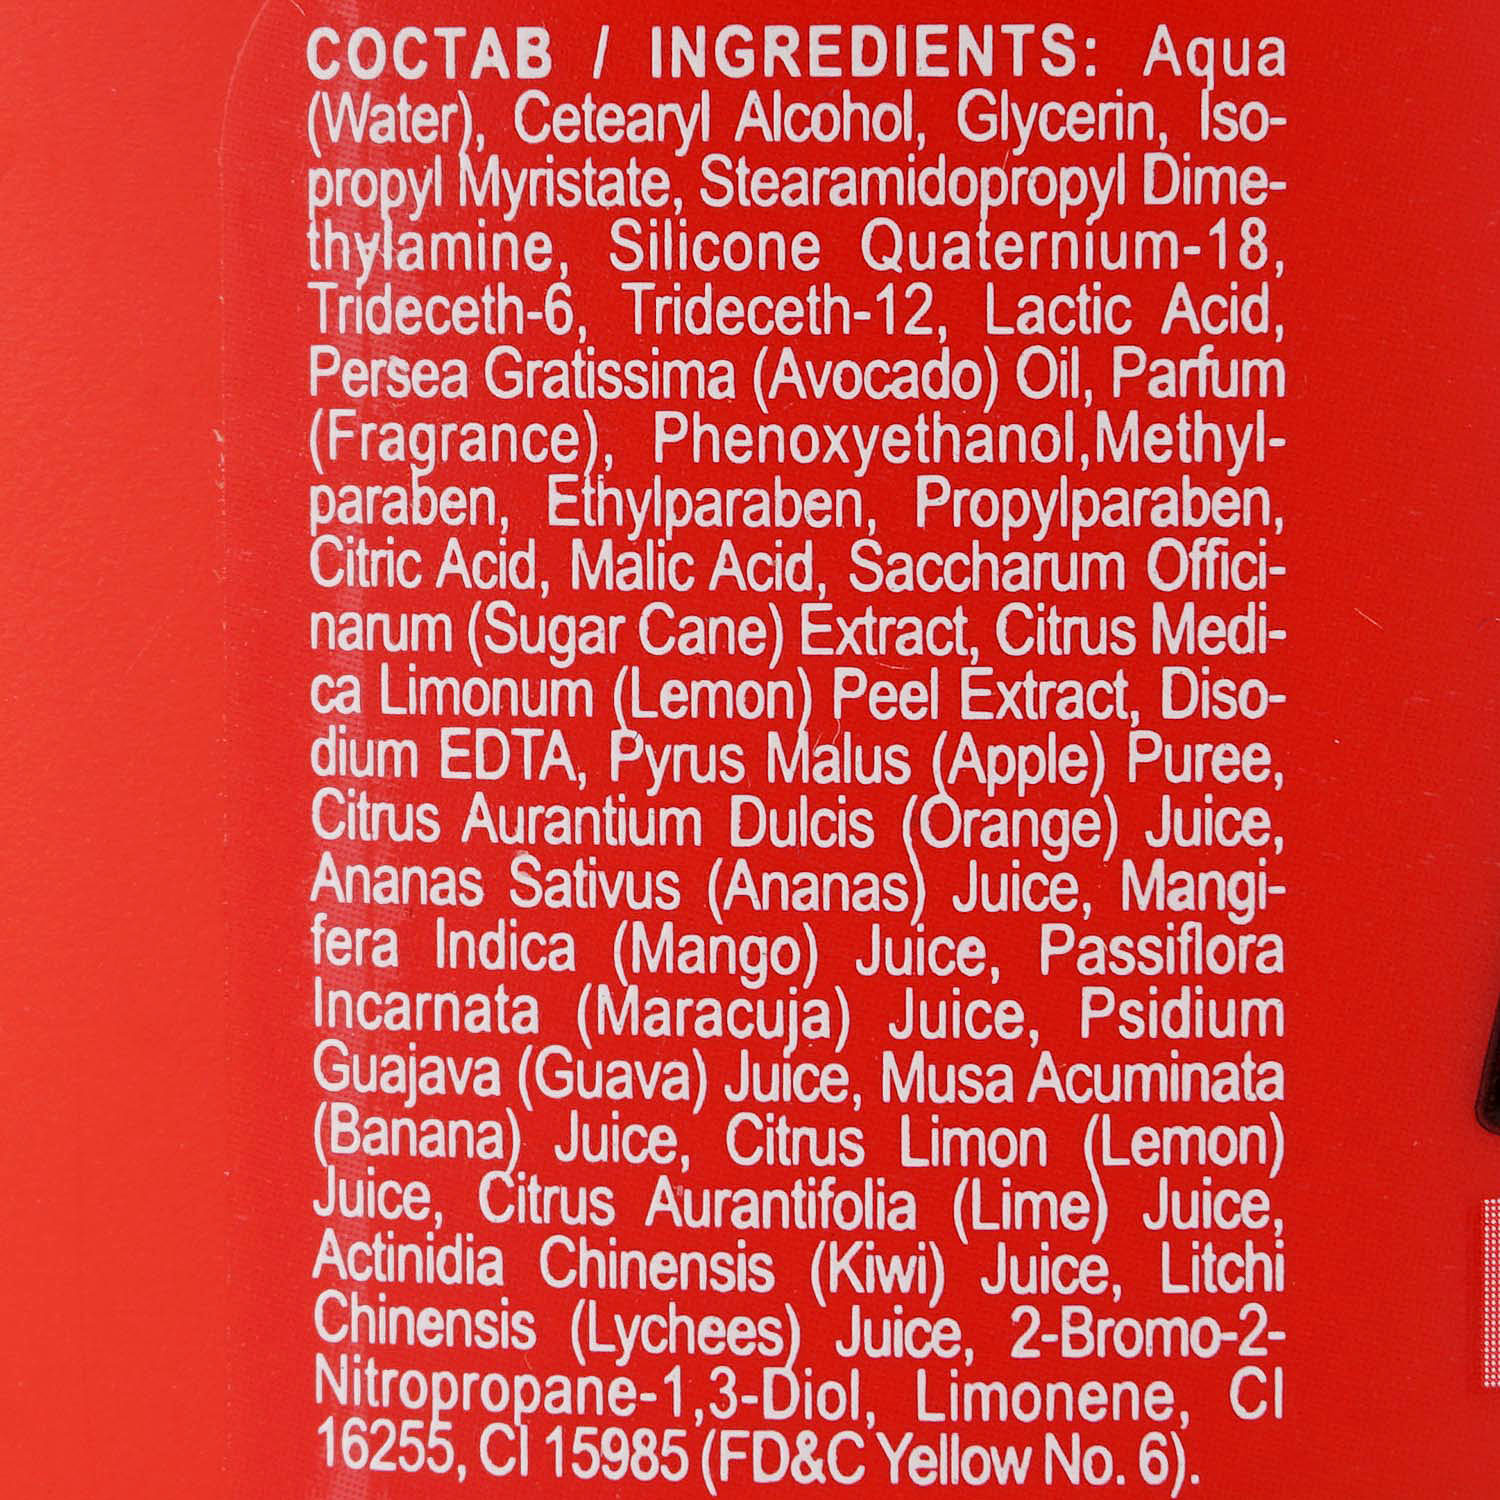 СОСТАВ / INGREDIENTS: Aqua
(Water), Cetearyl Alcohol, Glycerin, Iso-
propyl Myristate, Stearamidopropyl Dime-
thylamine, Silicone Quaternium-18,
Trideceth-6, Trideceth-12, Lactic Acid,
Persea Gratissima (Avocado) Oil, Parfum
(Fragrance), Phenoxyethanol,Methyl-
paraben, Ethylparaben, Propylparaben,
Citric Acid, Malic Acid, Saccharum Offici-
narum (Sugar Cane) Extract, Citrus Medi-
ca Limonum (Lemon) Peel Extract, Diso-
dium EDTA, Pyrus Malus (Apple) Puree,
Citrus Aurantium Dulcis (Orange) Juice,
Ananas Sativus (Ananas) Juice, Mangi-
fera Indica (Mango) Juice, Passiflora
Incarnata (Maracuja) Juice, Psidium
Guajava (Guava) Juice, Musa Acuminata
(Banana) Juice, Citrus Limon (Lemon)
Juice, Citrus Aurantifolia (Lime) Juice,
Actinidia Chinensis (Kiwi) Juice, Litchi
Chinensis (Lychees) Juice, 2-Bromo-2-
Nitropropane-1,3-Diol, Limonene, CI
16255, CI 15985 (FD&C Yellow No. 6).